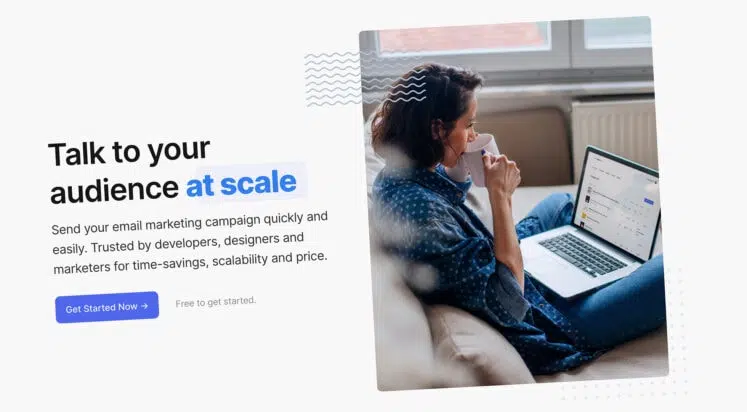 Talk to your
audience at scale
Send your email marketing campaign quickly and
easily. Trusted by developers, designers and
marketers for time-savings, scalability and price.
Get Started Now →
Free to get started.